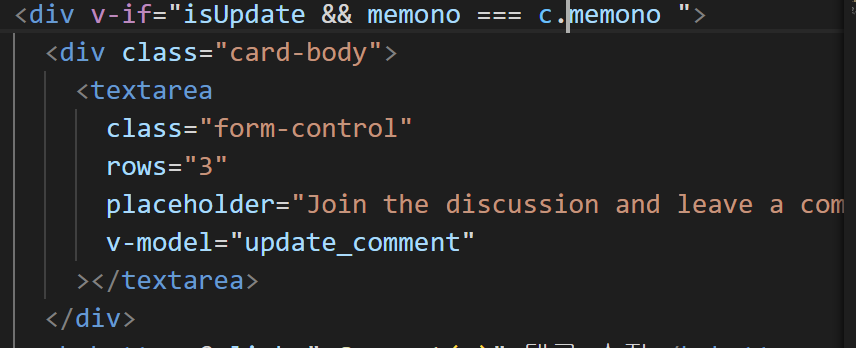 <div v-if="isUpdate && memono === c.memono ">
<div class="card-body">
<textarea
class="form-control"
rows="3"
placeholder="Join the discussion and leave a com
v-model="update_comment"
></textarea>
</div>